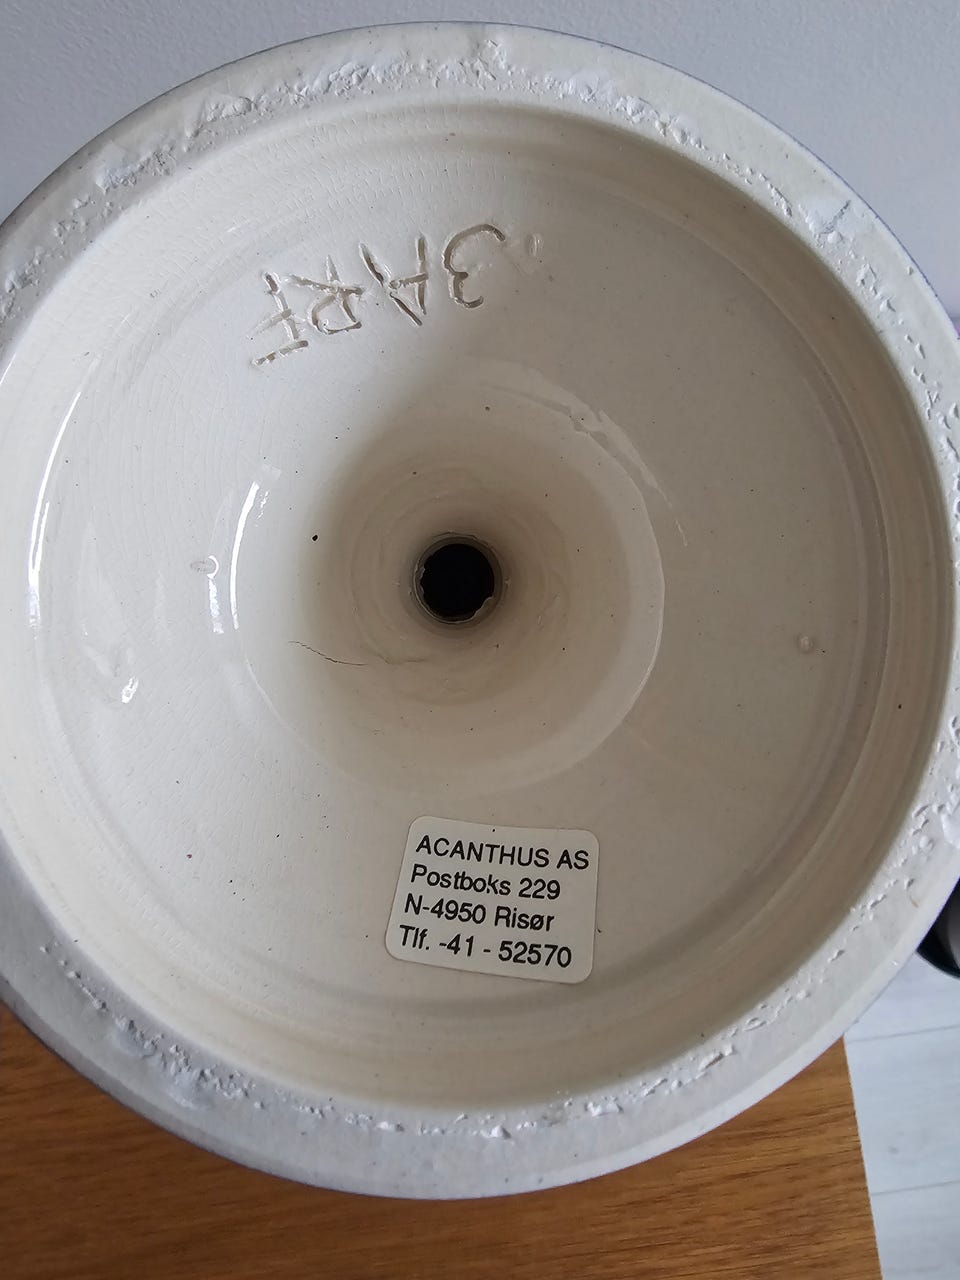 ACANTHUS AS
Postboks 229
N-4950 Risør
Tlf. -41 - 52570